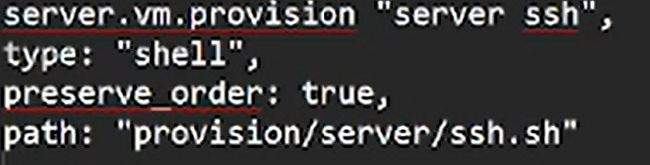 server.vm.provision "server ssh",
type: "shell",
preserve_order: true,
path: "provision/server/ssh.sh"